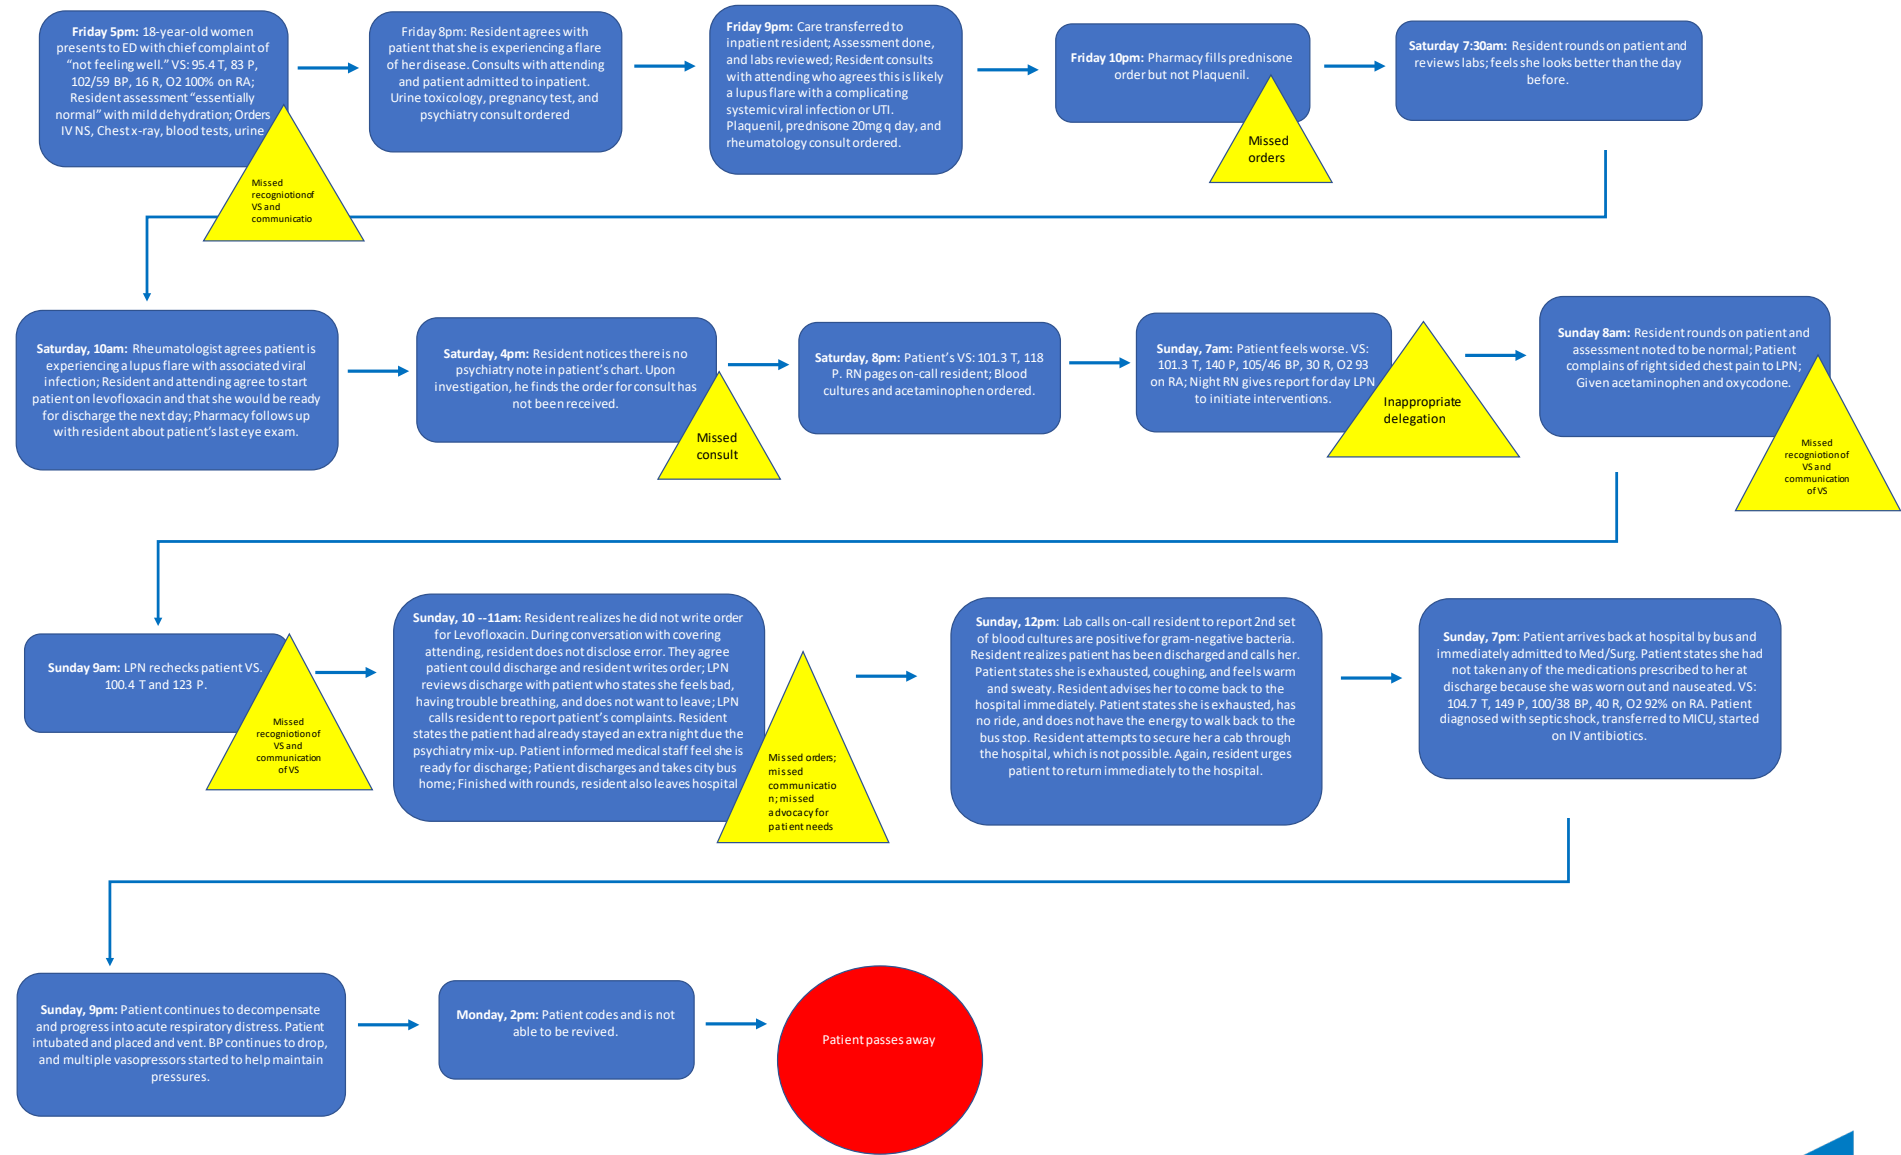 Friday 5pm: 18-year-old women
presents to ED with chief complaint of
“not feeling well.” VS: 95.4 T, 83 P,
102/59 BP, 16 R, O2 100% on RA;
Resident assessment “essentially
normal” with mild dehydration; Orders
IV NS, Chest x-ray, blood tests, urine
Missed
recogniotionof
VS and
communicatio
Friday 8pm: Resident agrees with
patient that she is experiencing a flare
of her disease. Consults with attending
and patient admitted to inpatient.
Urine toxicology, pregnancy test, and
psychiatry consult ordered
Friday 9pm: Care transferred to
inpatient resident; Assessment done,
and labs reviewed; Resident consults
with attending who agrees this is likely
a lupus flare with a complicating
systemic viral infection or UTI.
Plaquenil, prednisone 20mg q day, and
rheumatology consult ordered.
Friday 10pm: Pharmacy fills prednisone
order but not Plaquenil.
Missed
orders
Saturday 7:30am: Resident rounds on patient and
reviews labs; feels she looks better than the day
before.
Saturday, 10am: Rheumatologist agrees patient is
experiencing a lupus flare with associated viral
infection; Resident and attending agree to start
patient on levofloxacin and that she would be ready
for discharge the next day; Pharmacy follows up
with resident about patient’s last eye exam.
Saturday, 4pm: Resident notices there is no
psychiatry note in patient’s chart. Upon
investigation, he finds the order for consult has
not been received.
Missed
consult
Saturday, 8pm: Patient’s VS: 101.3 T, 118
P. RN pages on-call resident; Blood
cultures and acetaminophen ordered.
Sunday, 7am: Patient feels worse. VS:
101.3 T, 140 P, 105/46 BP, 30 R, O2 93
on RA; Night RN gives report for day LPN
to initiate interventions.
Inappropriate
delegation
Sunday 8am: Resident rounds on patient and
assessment noted to be normal; Patient
complains of right sided chest pain to LPN;
Given acetaminophen and oxycodone.
Missed
recogniotion of
VS and
communication
of VS
Sunday 9am: LPN rechecks patient VS.
100.4 T and 123 P.
Missed
recogniotion of
VS and
communication
of VS
Sunday, 10 --11am: Resident realizes he did not write order
for Levofloxacin. During conversation with covering
attending, resident does not disclose error. They agree
patient could discharge and resident writes order; LPN
reviews discharge with patient who states she feels bad,
having trouble breathing, and does not want to leave; LPN
calls resident to report patient’s complaints. Resident
states the patient had already stayed an extra night due the
psychiatry mix-up. Patient informed medical staff feel she is
ready for discharge; Patient discharges and takes city bus
home; Finished with rounds, resident also leaves hospital
Missed orders;
missed
communicatio
n; missed
advocacy for
patient needs
Sunday, 12pm: Lab calls on-call resident to report 2nd set
of blood cultures are positive for gram-negative bacteria.
Resident realizes patient has been discharged and calls her.
Patient states she is exhausted, coughing, and feels warm
and sweaty. Resident advises her to come back to the
hospital immediately. Patient states she is exhausted, has
no ride, and does not have the energy to walk back to the
bus stop. Resident attempts to secure her a cab through
the hospital, which is not possible. Again, resident urges
patient to return immediately to the hospital.
Sunday, 7pm: Patient arrives back at hospital by bus and
immediately admitted to Med/Surg. Patient states she had
not taken any of the medications prescribed to her at
discharge because she was worn out and nauseated. VS:
104.7 T, 149 P, 100/38 BP, 40 R, O2 92% on RA. Patient
diagnosed with septic shock, transferred to MICU, started
on IV antibiotics.
Sunday, 9pm: Patient continues to decompensate
and progress into acute respiratory distress. Patient
intubated and placed and vent. BP continues to drop,
and multiple vasopressors started to help maintain
pressures.
Monday, 2pm: Patient codes and is not
able to be revived.
Patient passes away